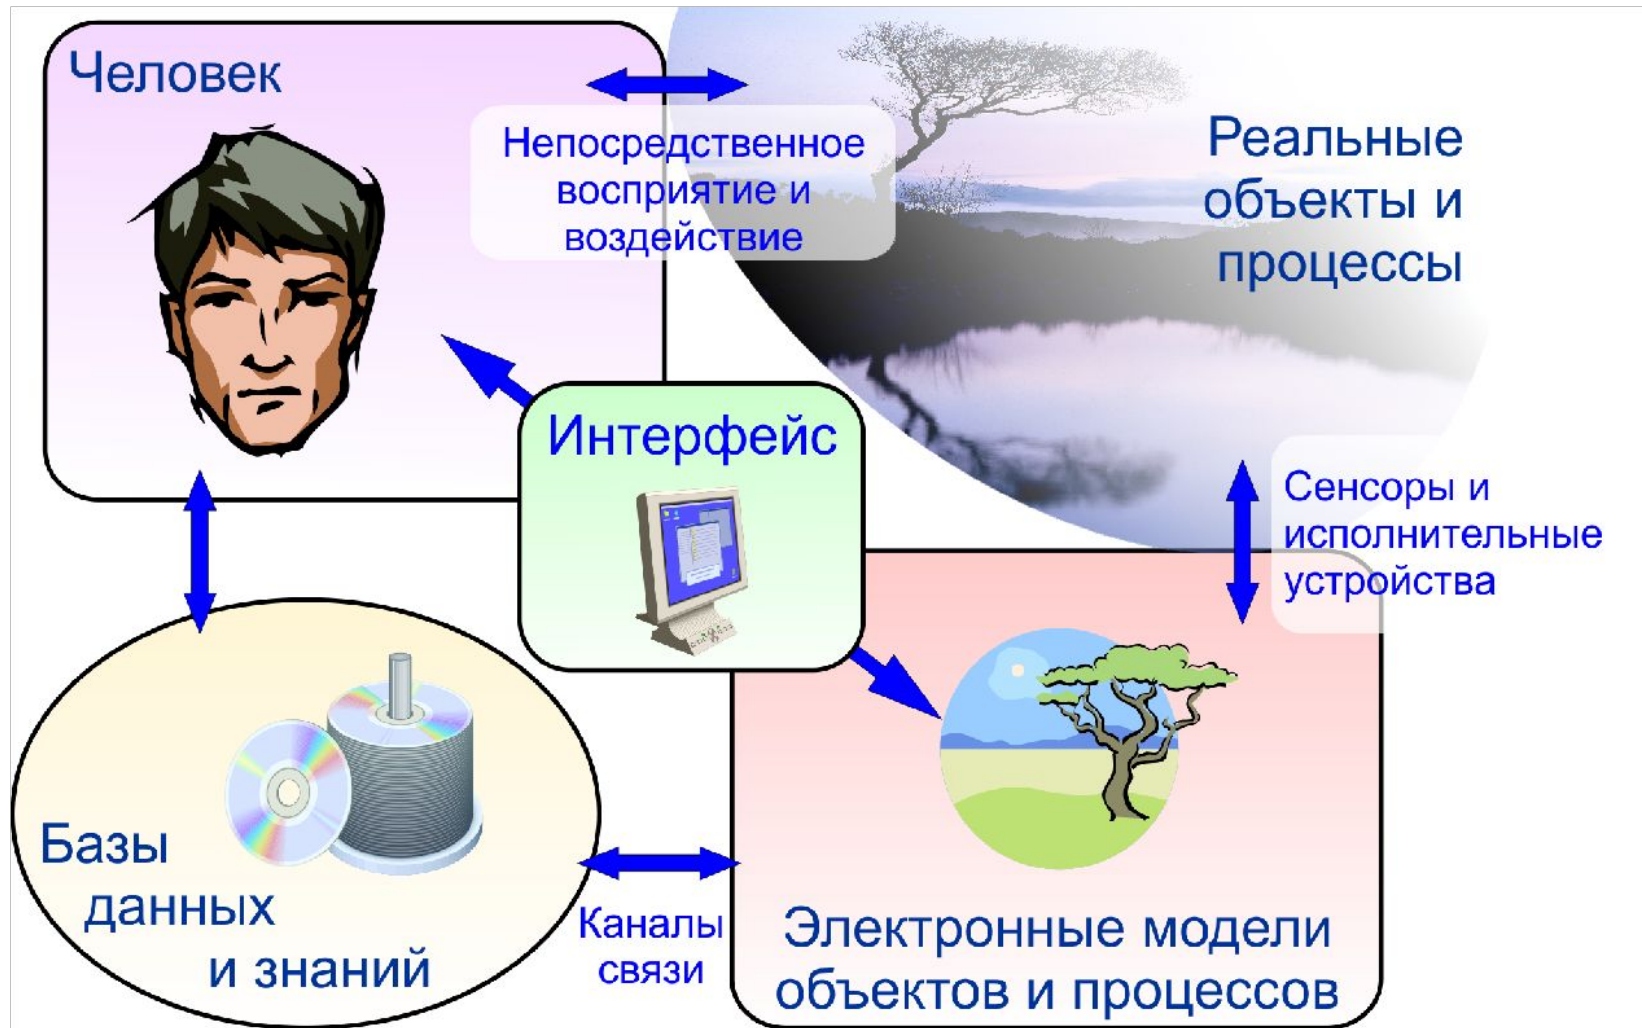 Человек
Непосредственное
восприятие и
воздействие
Реальные
объекты и
процессы
Интерфейс
Сенсоры и
исполнительные
устройства
Базы
данных
и знаний
Каналы
связи
Электронные модели
объектов и процессов